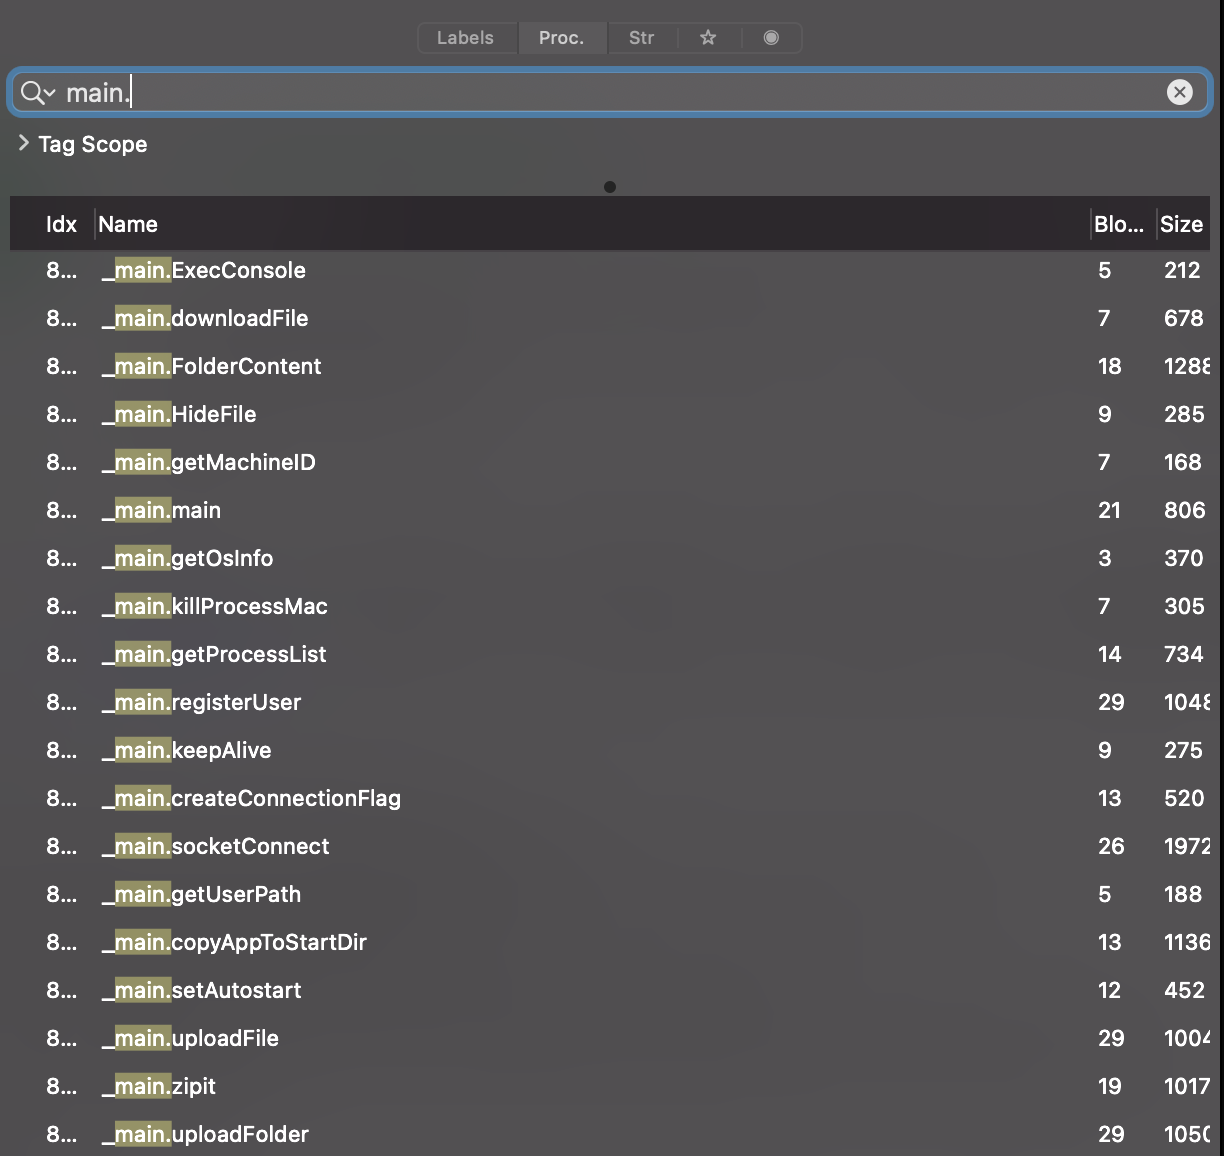 Labels Proc. Str
main.
Tag Scope
Idx Name Blo... Size
8... _main.ExecConsole 5 212
8... _main.downloadFile 7 678
8... _main.FolderContent 18 1288
8... _main.HideFile 9 285
8... _main.getMachineID 7 168
8... _main.main 21 806
8... _main.getOsInfo 3 370
8... _main.killProcessMac 7 305
8... _main.getProcessList 14 734
8... _main.registerUser 29 1048
8... _main.keepAlive 9 275
8... _main.createConnectionFlag 13 520
8... _main.socketConnect 26 1972
8... _main.getUserPath 5 188
8... _main.copyAppToStartDir 13 1136
8... _main.setAutostart 12 452
8... _main.uploadFile 29 1004
8... _main.zipit 19 1017
8... _main.uploadFolder 29 1050